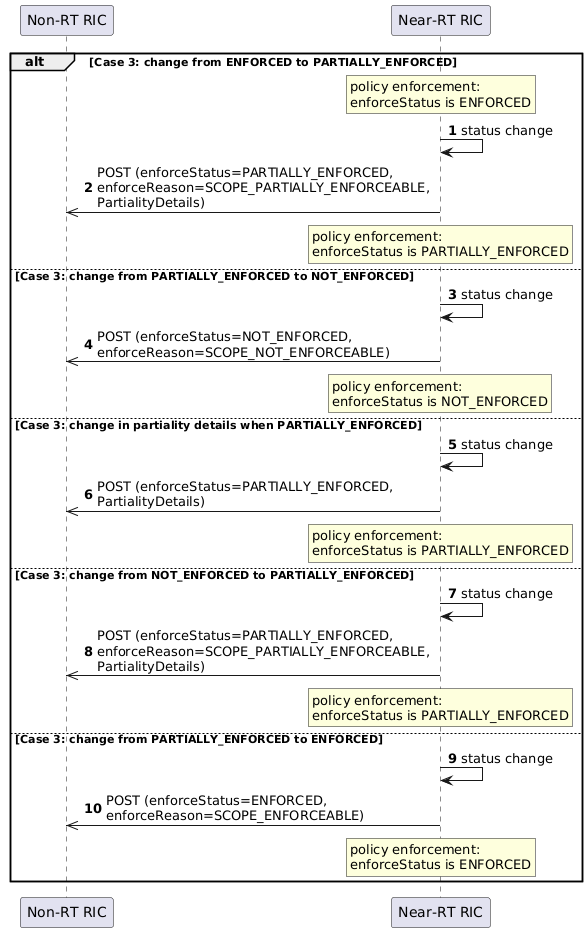 Non-RT RIC
Near-RT RIC
alt
[Case 3: change from ENFORCED to PARTIALLY_ENFORCED]
policy enforcement:
enforceStatus is ENFORCED
1 status change
POST (enforceStatus=PARTIALLY_ENFORCED,
2 enforceReason=SCOPE_PARTIALLY_ENFORCEABLE,
PartialityDetails)
policy enforcement:
enforceStatus is PARTIALLY_ENFORCED
[Case 3: change from PARTIALLY_ENFORCED to NOT_ENFORCED]
3 status change
4 POST (enforceStatus=NOT_ENFORCED,
enforceReason=SCOPE_NOT_ENFORCEABLE)
policy enforcement:
enforceStatus is NOT_ENFORCED
[Case 3: change in partiality details when PARTIALLY_ENFORCED]
5 status change
6 POST (enforceStatus=PARTIALLY_ENFORCED,
PartialityDetails)
policy enforcement:
enforceStatus is PARTIALLY_ENFORCED
[Case 3: change from NOT_ENFORCED to PARTIALLY_ENFORCED]
7 status change
POST (enforceStatus=PARTIALLY_ENFORCED,
8 enforceReason=SCOPE_PARTIALLY_ENFORCEABLE,
PartialityDetails)
policy enforcement:
enforceStatus is PARTIALLY_ENFORCED
[Case 3: change from PARTIALLY_ENFORCED to ENFORCED]
9 status change
10 POST (enforceStatus=ENFORCED,
enforceReason=SCOPE_ENFORCEABLE)
policy enforcement:
enforceStatus is ENFORCED
Non-RT RIC
Near-RT RIC